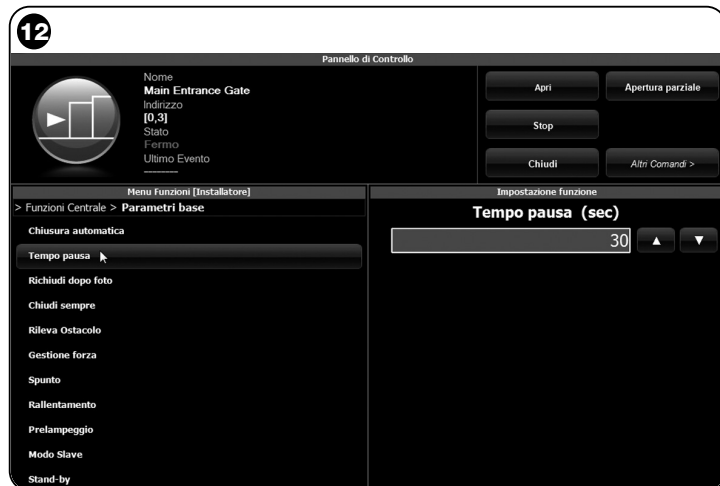 12
Pannello di Controllo
Nome
Main Entrance Gate
Indirizzo
[0,3]
Stato
Fermo
Ultimo Evento
--------
Apri
Apertura parziale
Stop
Chiudi
Altri Comandi >
Menu Funzioni [Installatore]
> Funzioni Centrale > Parametri base
Chiusura automatica
Tempo pausa
Richiudi dopo foto
Chiudi sempre
Rileva Ostacolo
Gestione forza
Spunto
Rallentamento
Prelampeggio
Modo Slave
Stand-by
Impostazione funzione
Tempo pausa (sec)
30